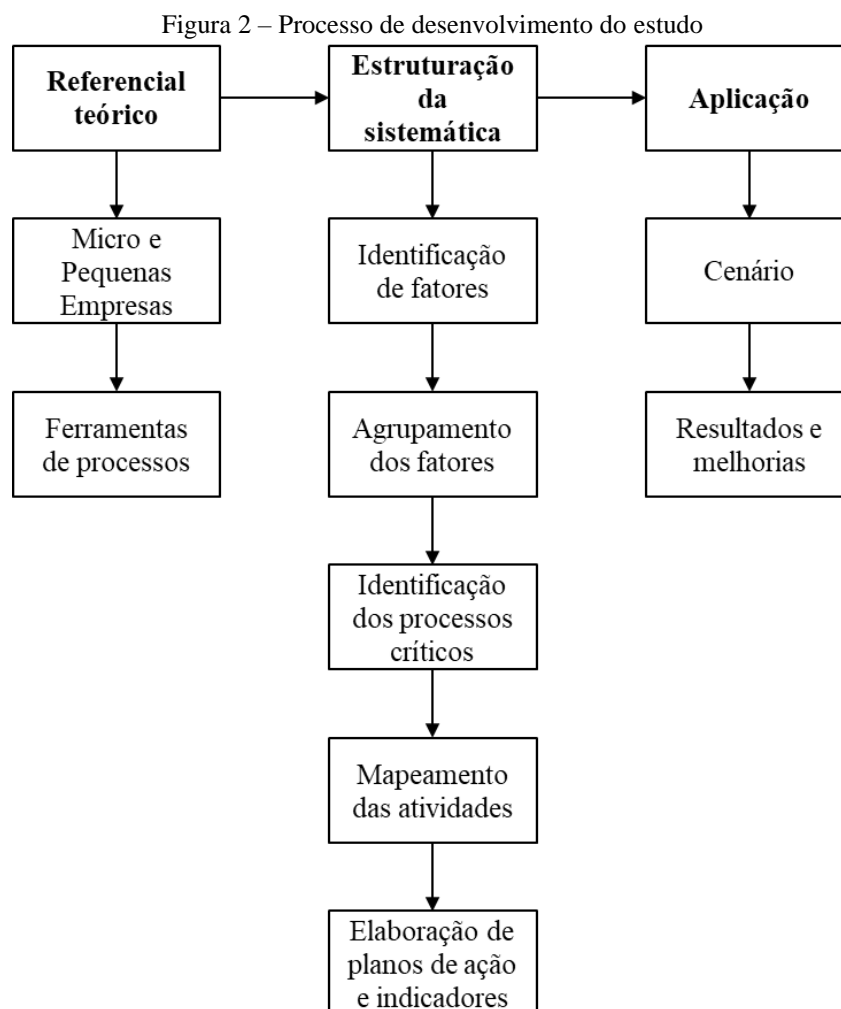 Figura 2 – Processo de desenvolvimento do estudo
Referencial
teórico
Estruturação
da
sistemática
Aplicação
Micro e
Pequenas
Empresas
Identificação
de fatores
Cenário
Ferramentas
de processos
Agrupamento
dos fatores
Resultados e
melhorias
Identificação
dos processos
críticos
Mapeamento
das atividades
Elaboração de
planos de ação
e indicadores